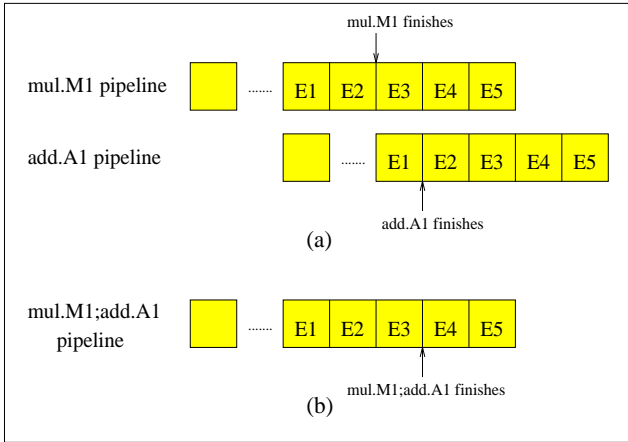 mul.M1 finishes
mul.M1 pipeline ....... E1 E2 E3 E4 E5
add.A1 pipeline ....... E1 E2 E3 E4 E5
add.A1 finishes
(a)
mul.M1;add.A1
pipeline
....... E1 E2 E3 E4 E5
mul.M1;add.A1 finishes
(b)